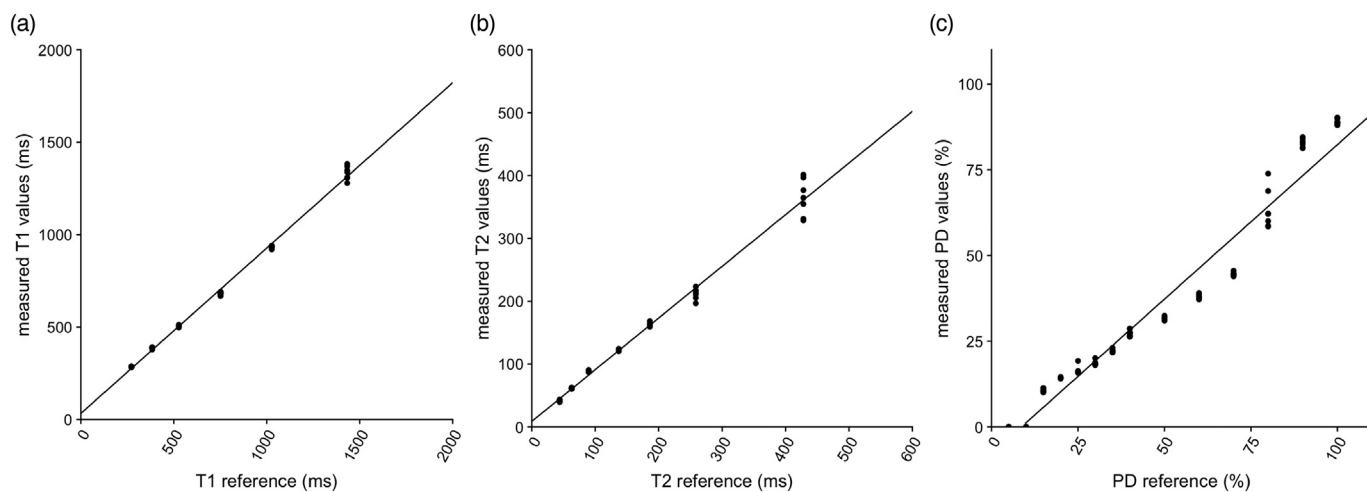 (a)
2000
1500
1000
500
0
measured T1 values (ms)
0 500 1000 1500 2000
T1 reference (ms)
(b)
600
500
400
300
200
100
0
measured T2 values (ms)
0 100 200 300 400 500 600
T2 reference (ms)
(c)
100
75
50
25
0
measured PD values (%)
0 25 50 75 100
PD reference (%)